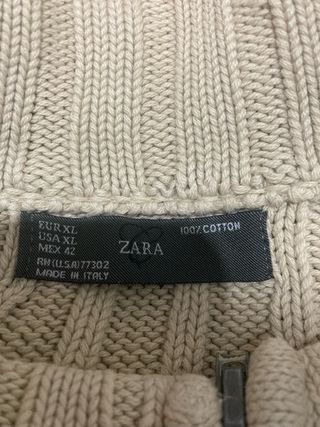 EUR XL
USA XL
MEX 42
ZARA
100% COTTON
RN(U.S.A)77302
MADE IN ITALY